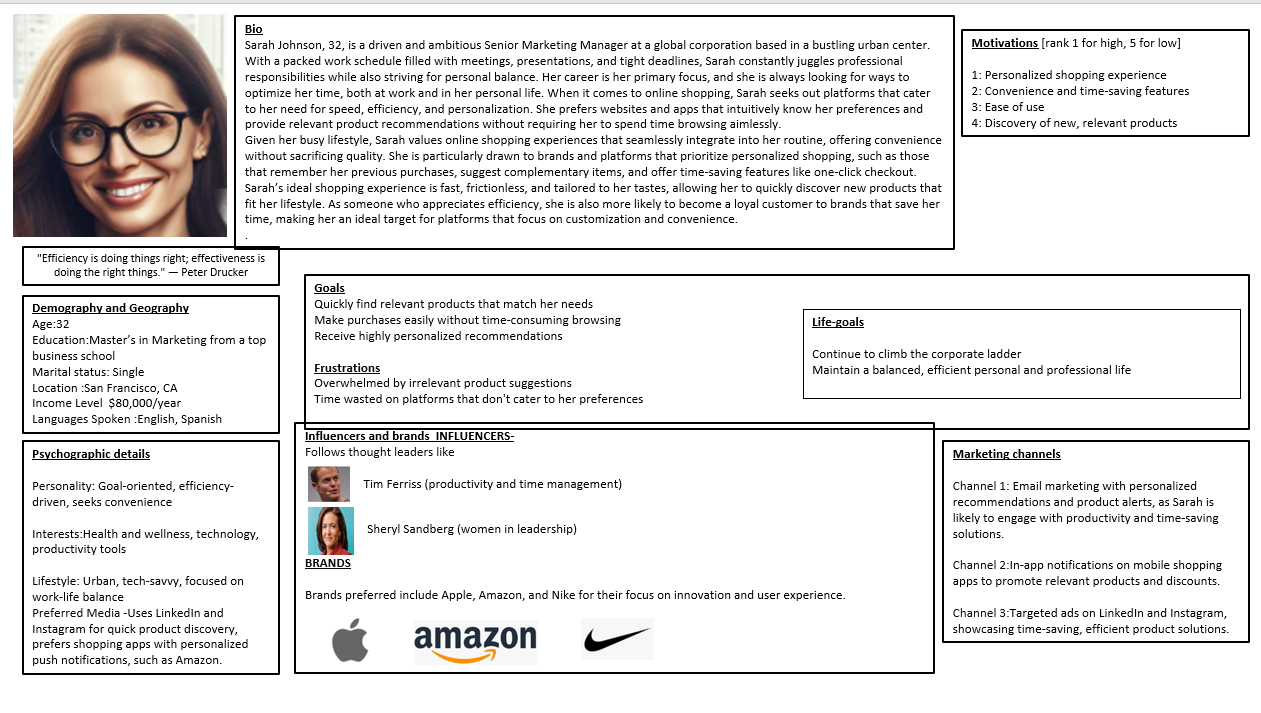 Bio
Sarah Johnson, 32, is a driven and ambitious Senior Marketing Manager at a global corporation based in a bustling urban center.
With a packed work schedule filled with meetings, presentations, and tight deadlines, Sarah constantly juggles professional
responsibilities while also striving for personal balance. Her career is her primary focus, and she is always looking for ways to
optimize her time, both at work and in her personal life. When it comes to online shopping, Sarah seeks out platforms that cater
to her need for speed, efficiency, and personalization. She prefers websites and apps that intuitively know her preferences and
provide relevant product recommendations without requiring her to spend time browsing aimlessly.
Given her busy lifestyle, Sarah values online shopping experiences that seamlessly integrate into her routine, offering convenience
without sacrificing quality. She is particularly drawn to brands and platforms that prioritize personalized shopping, such as those
that remember her previous purchases, suggest complementary items, and offer time-saving features like one-click checkout.
Sarah’s ideal shopping experience is fast, frictionless, and tailored to her tastes, allowing her to quickly discover new products that
fit her lifestyle. As someone who appreciates efficiency, she is also more likely to become a loyal customer to brands that save her
time, making her an ideal target for platforms that focus on customization and convenience.
.
Motivations [rank 1 for high, 5 for low]
1: Personalized shopping experience
2: Convenience and time-saving features
3: Ease of use
4: Discovery of new, relevant products
"Efficiency is doing things right; effectiveness is
doing the right things." — Peter Drucker
Demography and Geography
Age:32
Education:Master’s in Marketing from a top
business school
Marital status: Single
Location :San Francisco, CA
Income Level  $80,000/year
Languages Spoken :English, Spanish
Goals
Quickly find relevant products that match her needs
Make purchases easily without time-consuming browsing
Receive highly personalized recommendations
Frustrations
Overwhelmed by irrelevant product suggestions
Time wasted on platforms that don't cater to her preferences
Life-goals
Continue to climb the corporate ladder
Maintain a balanced, efficient personal and professional life
Psychographic details
Personality: Goal-oriented, efficiency-
driven, seeks convenience
Interests:Health and wellness, technology,
productivity tools
Lifestyle: Urban, tech-savvy, focused on
work-life balance
Preferred Media -Uses LinkedIn and
Instagram for quick product discovery,
prefers shopping apps with personalized
push notifications, such as Amazon.
Influencers and brands  INFLUENCERS-
Follows thought leaders like
Tim Ferriss (productivity and time management)
Sheryl Sandberg (women in leadership)
BRANDS
Brands preferred include Apple, Amazon, and Nike for their focus on innovation and user experience.
amazon
Marketing channels
Channel 1: Email marketing with personalized
recommendations and product alerts, as Sarah is
likely to engage with productivity and time-saving
solutions.
Channel 2:In-app notifications on mobile shopping
apps to promote relevant products and discounts.
Channel 3:Targeted ads on LinkedIn and Instagram,
showcasing time-saving, efficient product solutions.